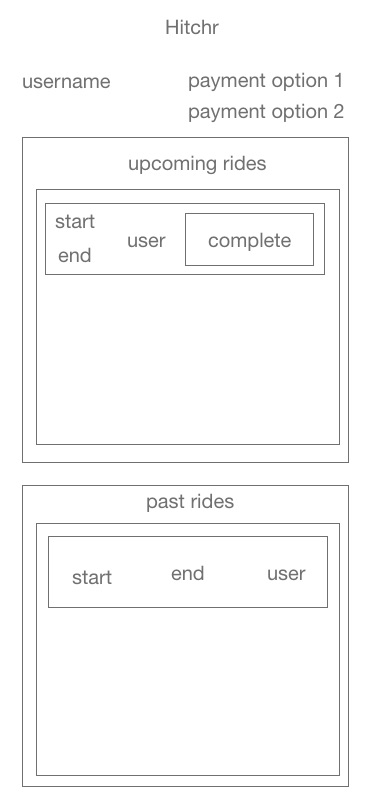 Hitchr
username
payment option 1
payment option 2
upcoming rides
start
end
user
complete
past rides
start
end
user